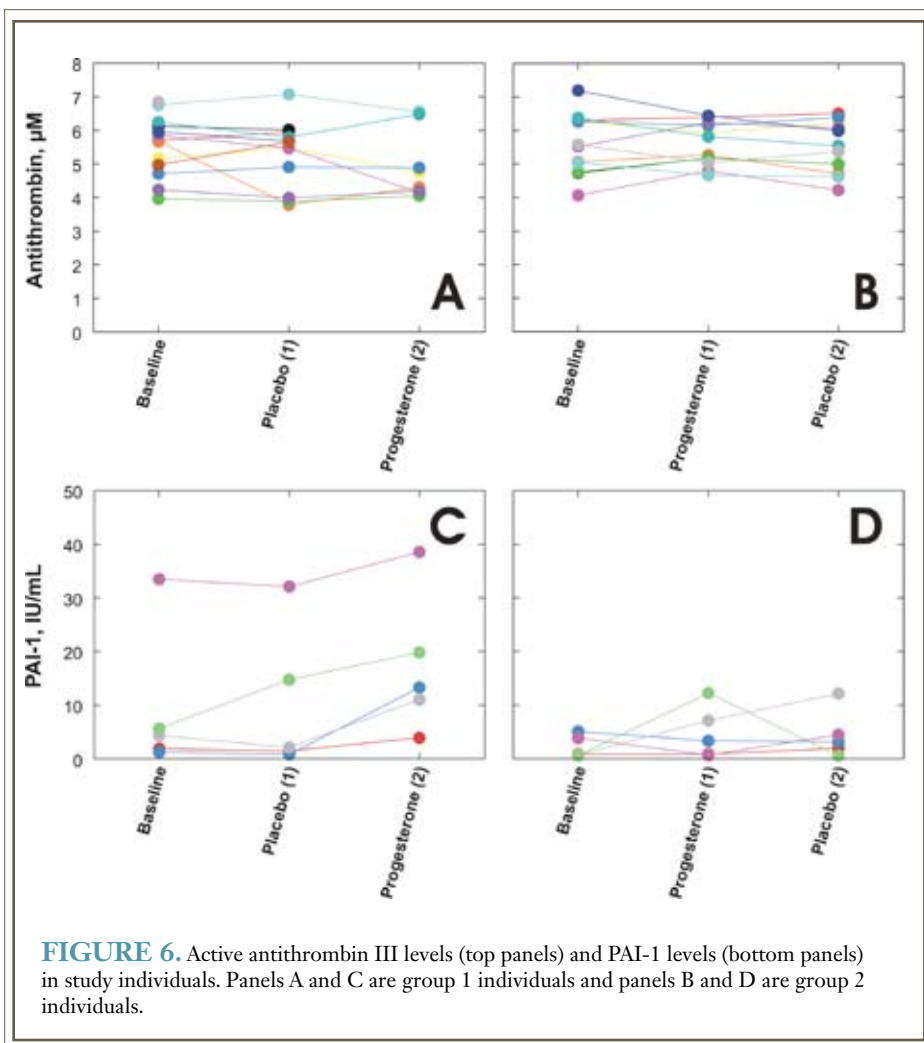 8
7
6
5
4
3
2
1
0
Antithrombin, µM
A
B
Baseline
Placebo (1)
Progesterone (2)
Baseline
Progesterone (1)
Placebo (2)
50
40
30
20
10
0
PAI-1, IU/mL
C
D
Baseline
Placebo (1)
Progesterone (2)
Baseline
Progesterone (1)
Placebo (2)
FIGURE 6. Active antithrombin III levels (top panels) and PAI-1 levels (bottom panels)
in study individuals. Panels A and C are group 1 individuals and panels B and D are group 2
individuals.